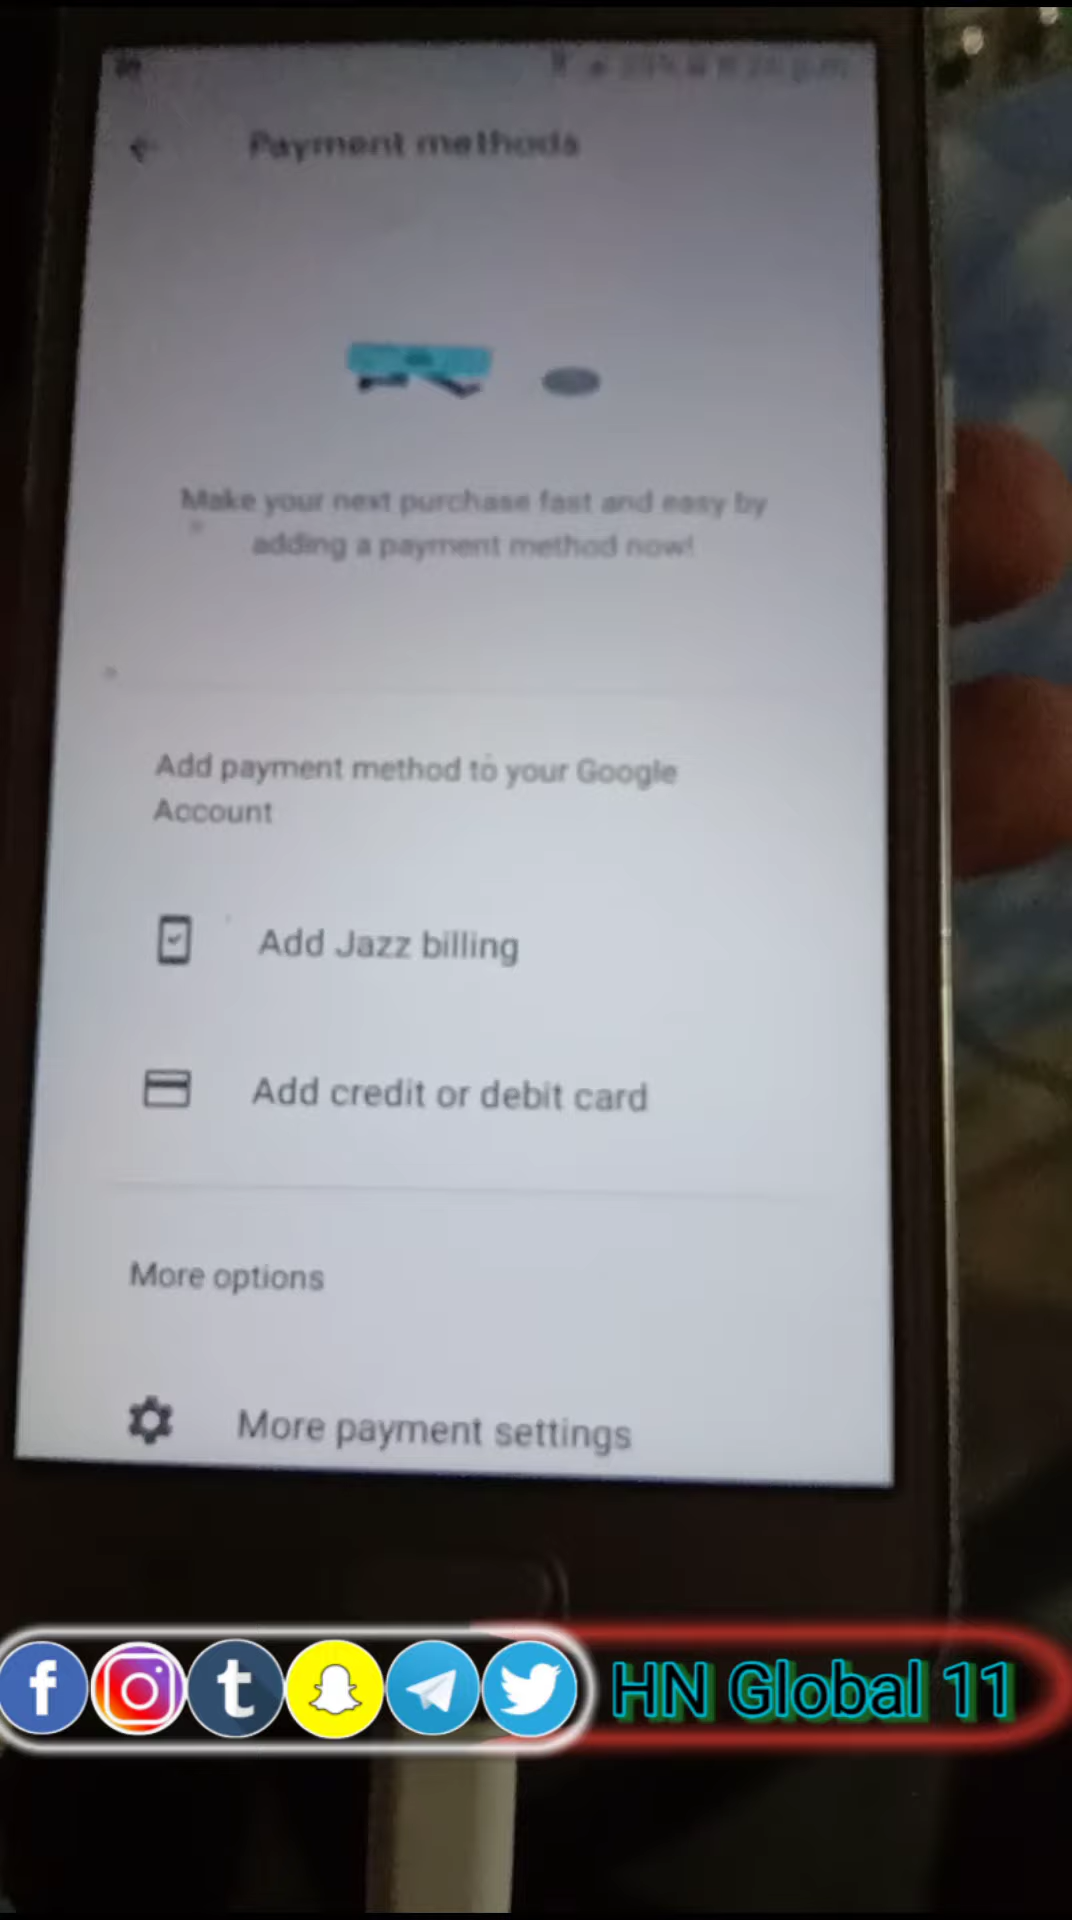 Payment methods
Make your next purchase fast and easy by
adding a payment method now!
Add payment method to your Google
Account
Add Jazz billing
Add credit or debit card
More options
More payment settings
HN Global 11